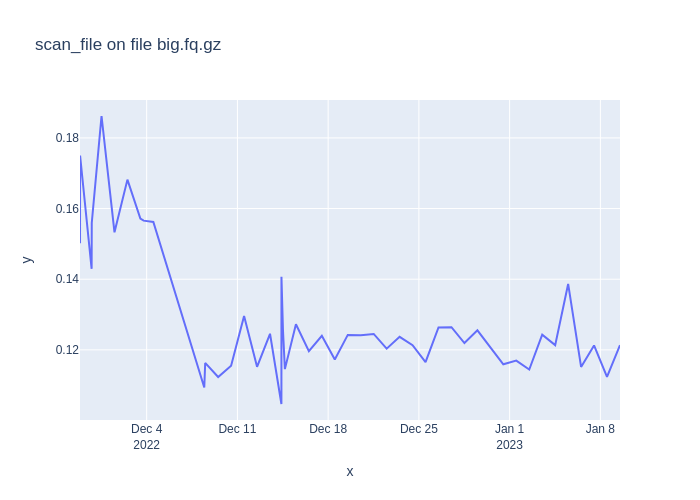 scan_file on file big.fq.gz
0.18
0.16
0.14
0.12
y
Dec 4
2022
Dec 11
Dec 18
Dec 25
Jan 1
2023
Jan 8
x